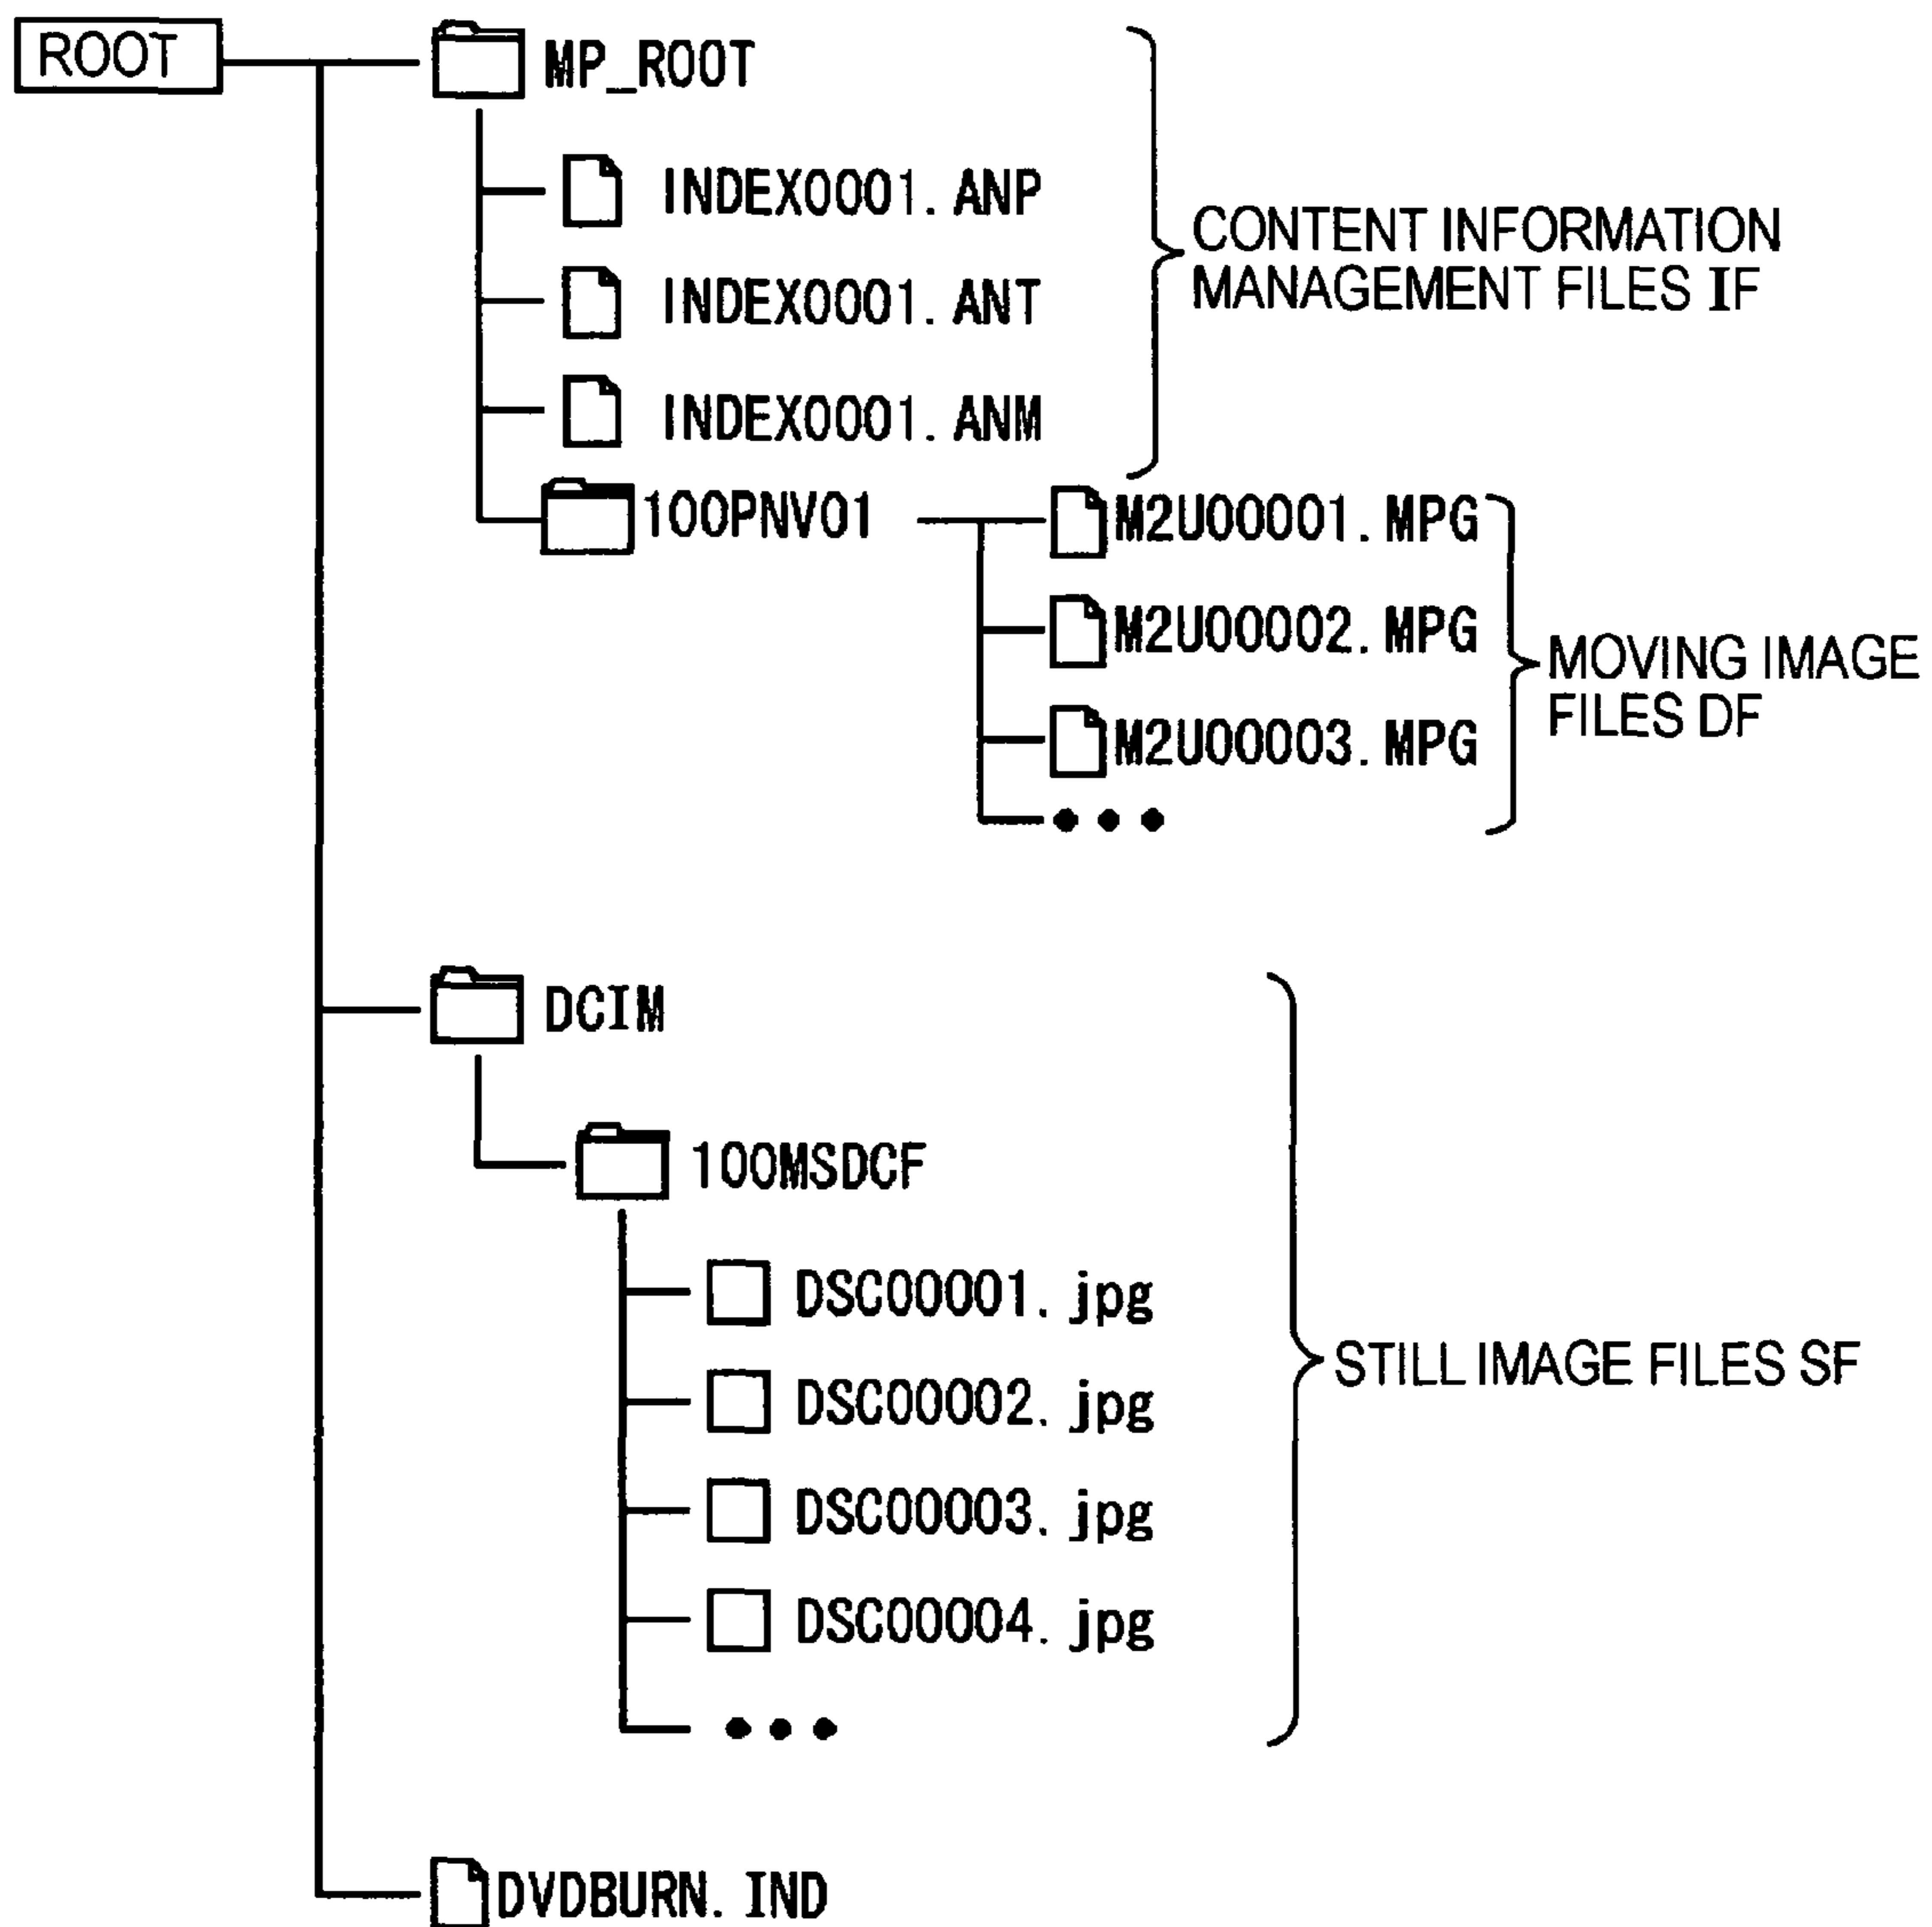 ROOT
MP_ROOT
INDEX0001.ANP
INDEX0001.ANT
INDEX0001.ANM
CONTENT INFORMATION
MANAGEMENT FILES IF
100PNV01
M2U00001.MPG
M2U00002.MPG
M2U00003.MPG
MOVING IMAGE
FILES DF
DCIM
100MSDCF
DSC00001.jpg
DSC00002.jpg
DSC00003.jpg
DSC00004.jpg
STILL IMAGE FILES SF
DVDBURN.IND